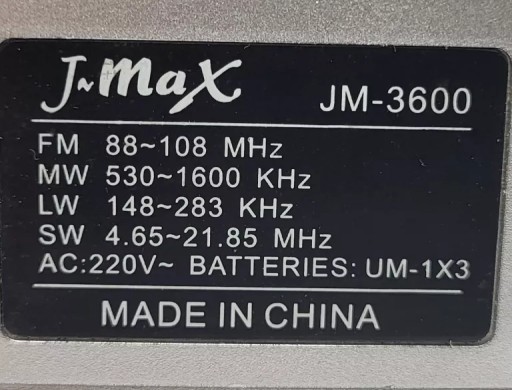 J~MaX JM-3600
FM 88~108 MHz
MW 530~1600 KHz
LW 148~283 KHz
SW 4.65~21.85 MHz
AC:220V~ BATTERIES: UM-1X3
MADE IN CHINA